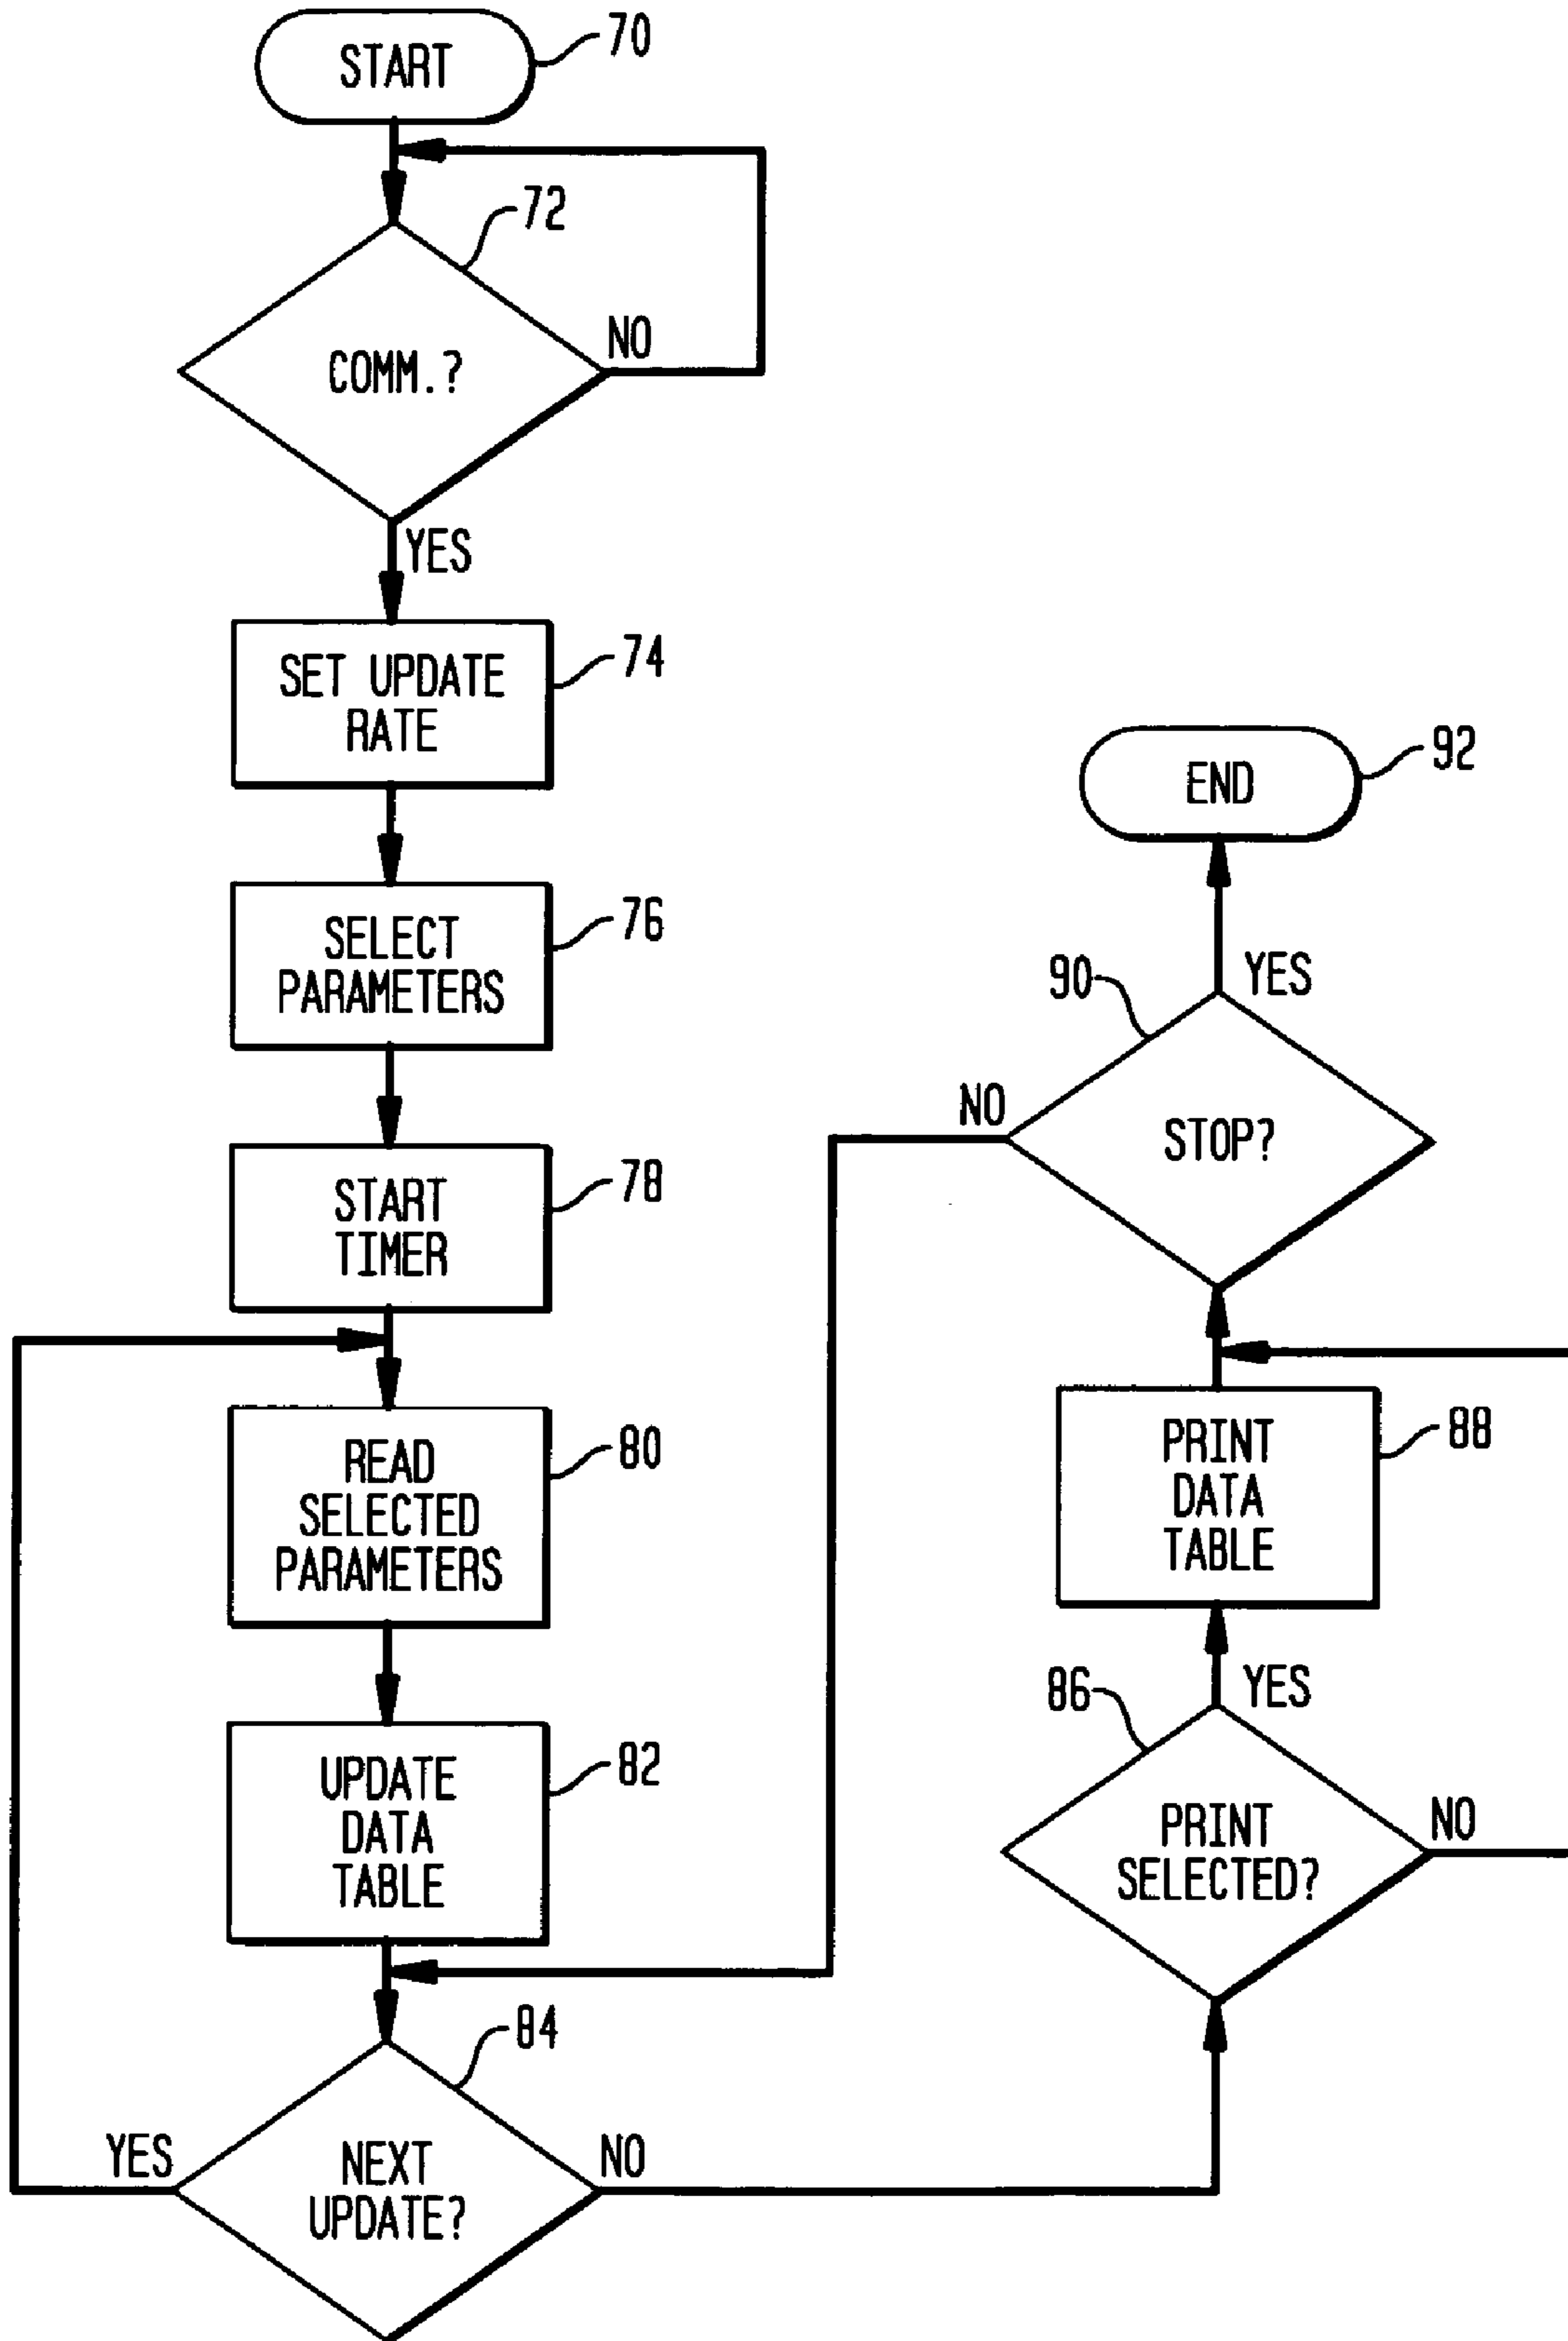 START
70
72
COMM.?
NO
YES
SET UPDATE
RATE
74
SELECT
PARAMETERS
76
START
TIMER
78
READ
SELECTED
PARAMETERS
80
UPDATE
DATA
TABLE
82
84
NEXT
UPDATE?
YES
NO
86
PRINT
SELECTED?
YES
NO
PRINT
DATA
TABLE
88
90
STOP?
NO
YES
END
92